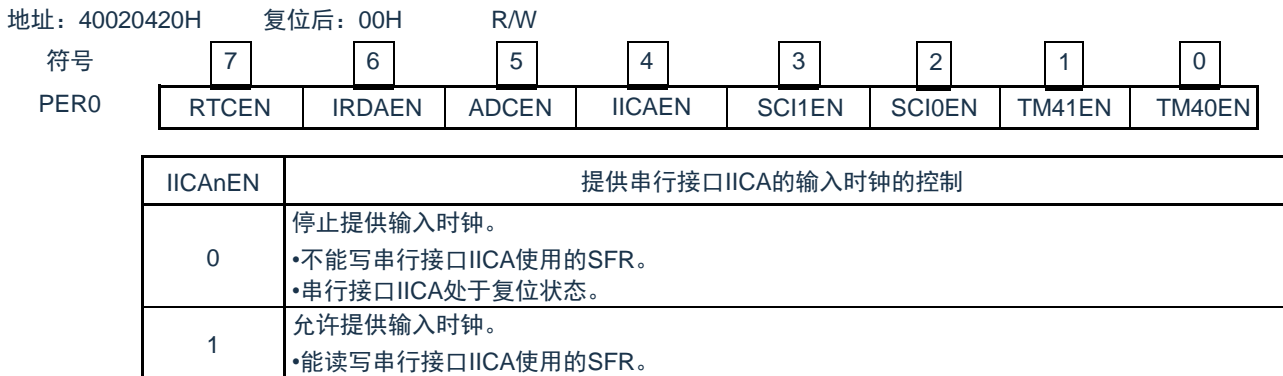 地址：40020420H 复位后：00H R/W
符号 7 6 5 4 3 2 1 0
PER0 RTCEN IRDAEN ADCEN IICAEN SCI1EN SCI0EN TM41EN TM40EN
IICAnEN 提供串行接口IICA的输入时钟的控制
停止提供输入时钟。
0 •不能写串行接口IICA使用的SFR。
•串行接口IICA处于复位状态。
允许提供输入时钟。
1 •能读写串行接口IICA使用的SFR。